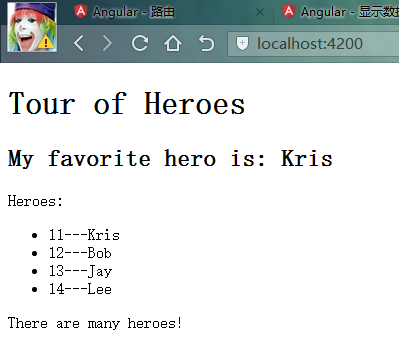 Angular - 路由
Angular - 显示数据
localhost:4200
Tour of Heroes
My favorite hero is: Kris
Heroes:
11---Kris
12---Bob
13---Jay
14---Lee
There are many heroes!